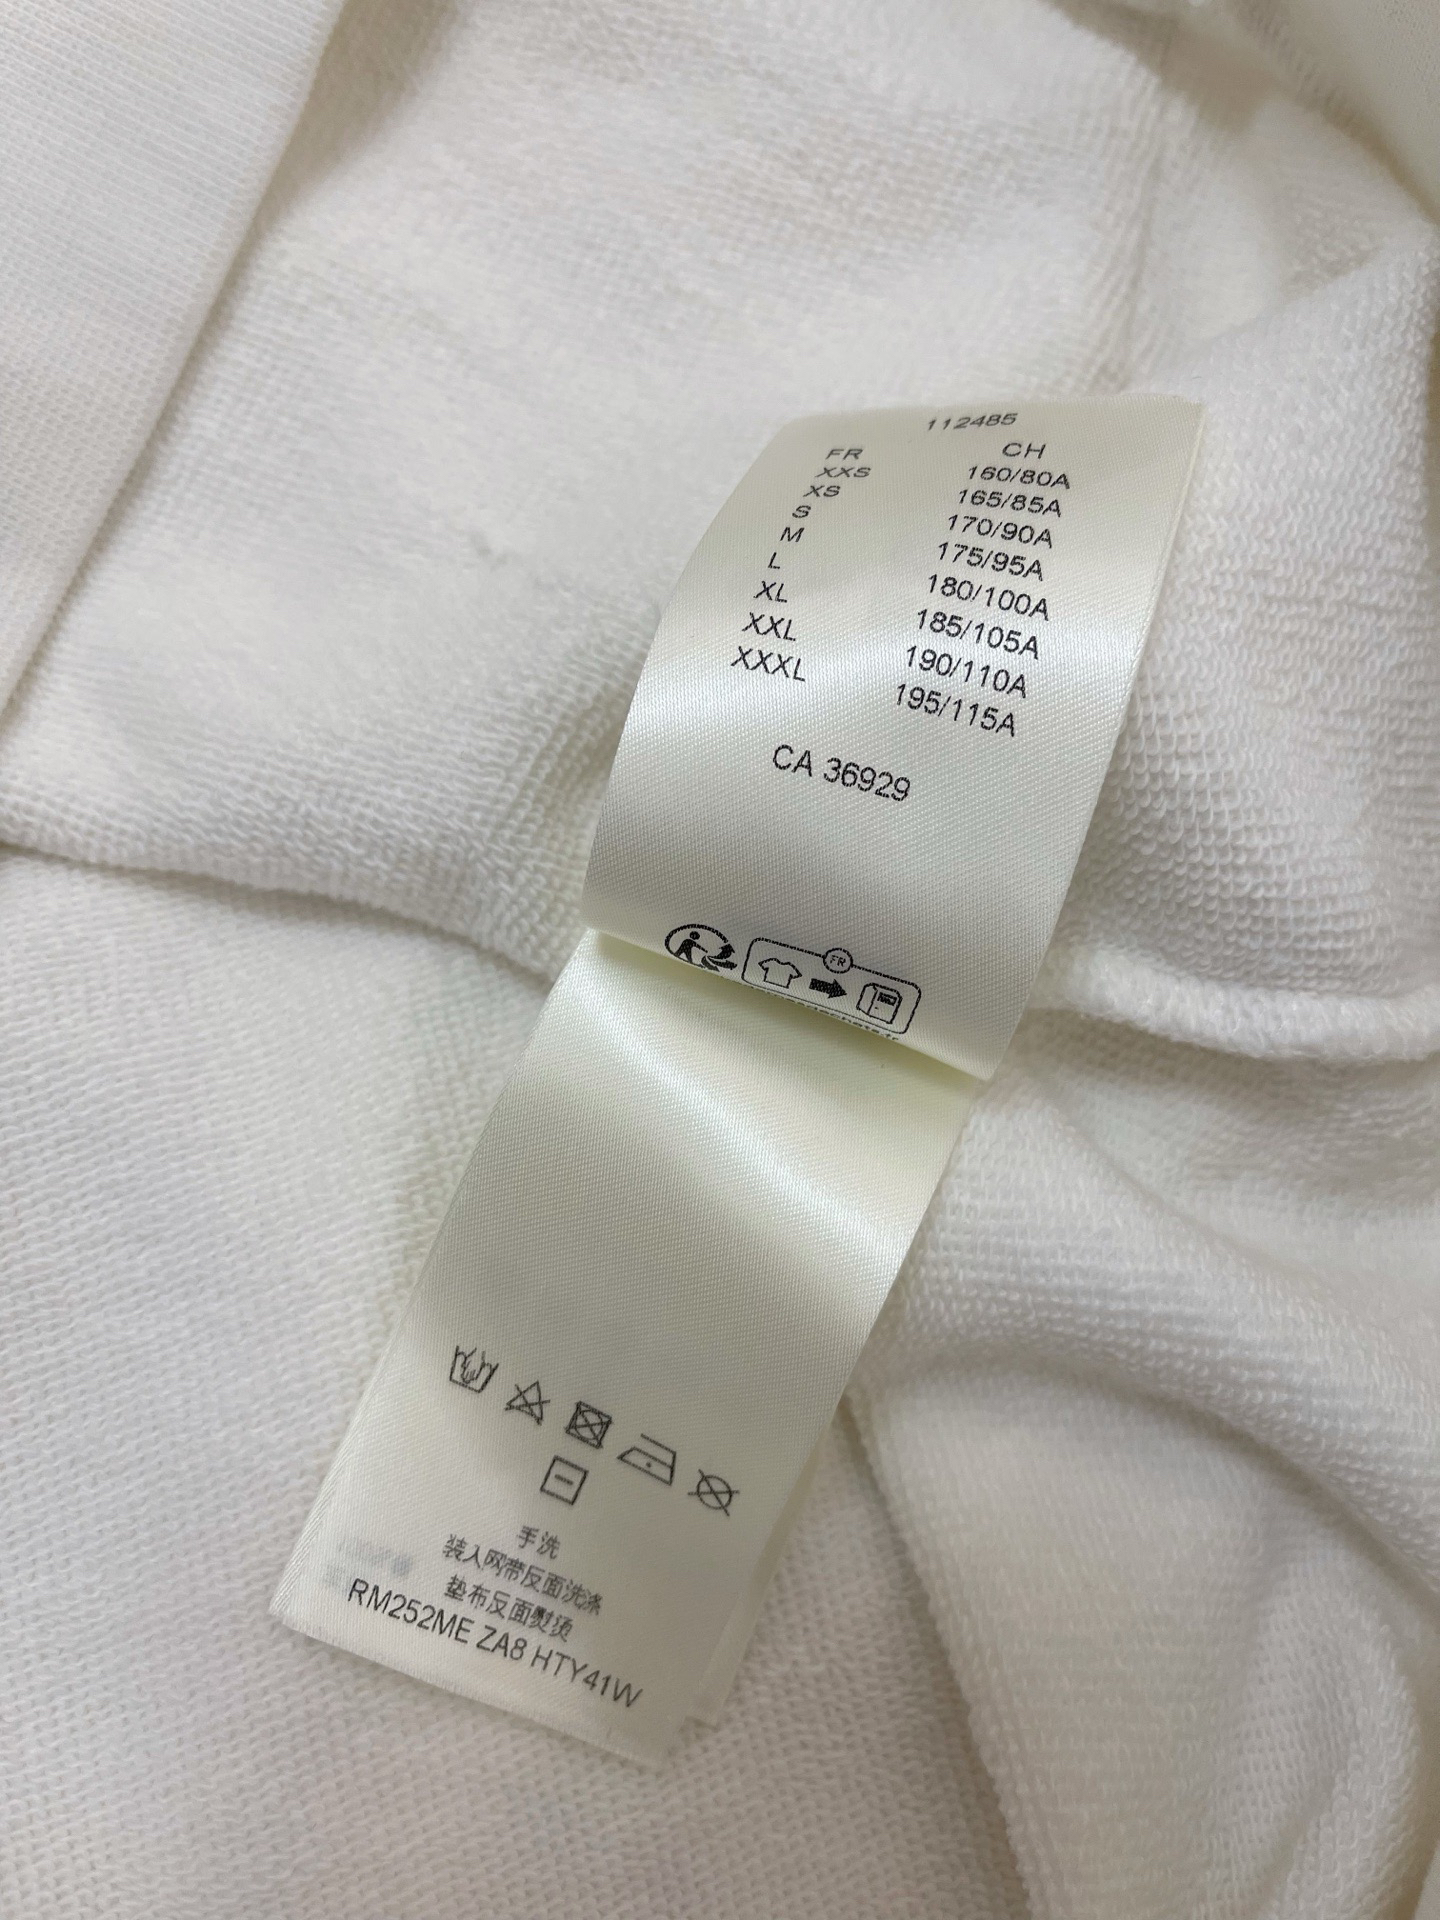 112485
FR CH
XXS 160/80A
XS 165/85A
S 170/90A
M 175/95A
L 180/100A
XL 185/105A
XXL 190/110A
XXXL 195/115A
CA 36929
FR
手洗
装入网带反面洗涤
垫布反面熨烫
RM252ME ZA8 HTY41W